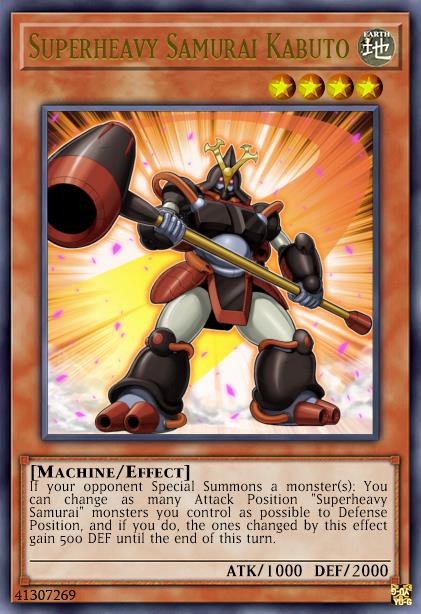 Superheavy Samurai Kabuto
EARTH
地
[Machine/Effect]
If your opponent Special Summons a monster(s): You
can change as many Attack Position "Superheavy
Samurai" monsters you control as possible to Defense
Position, and if you do, the ones changed by this effect
gain 500 DEF until the end of this turn.
ATK/1000 DEF/2000
41307269